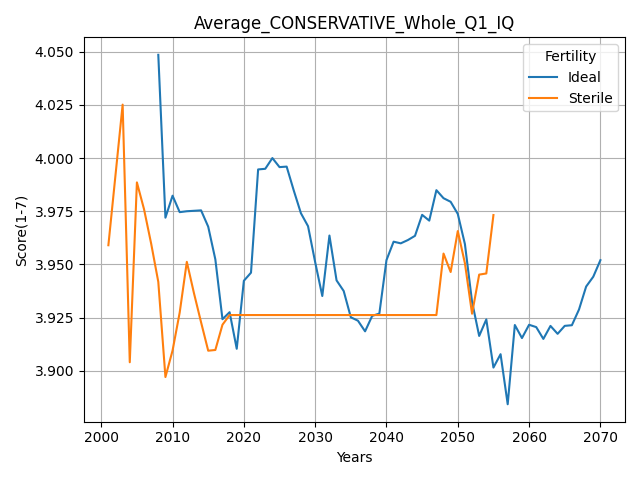 Average_CONSERVATIVE_Whole_Q1_IQ
Fertility
Ideal
Sterile
Score(1-7)
4.050
4.025
4.000
3.975
3.950
3.925
3.900
2000 2010 2020 2030 2040 2050 2060 2070
Years